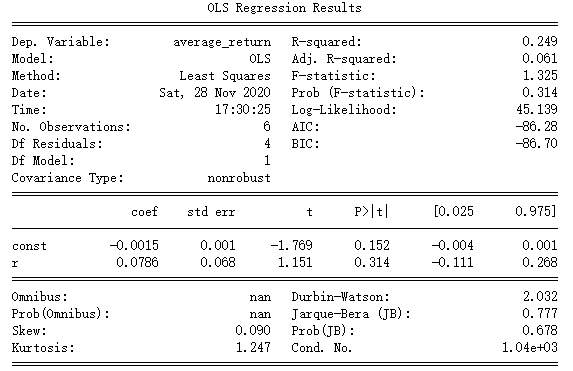 OLS Regression Results
Dep. Variable: average_return R-squared: 0.249
Model: OLS Adj. R-squared: 0.061
Method: Least Squares F-statistic: 1.325
Date: Sat, 28 Nov 2020 Prob (F-statistic): 0.314
Time: 17:30:25 Log-Likelihood: 45.139
No. Observations: 6 AIC: -86.28
Df Residuals: 4 BIC: -86.70
Df Model: 1
Covariance Type: nonrobust
coef std err t P>|t| [0.025 0.975]
const -0.0015 0.001 -1.769 0.152 -0.004 0.001
r 0.0786 0.068 1.151 0.314 -0.111 0.268
Omnibus: nan Durbin-Watson: 2.032
Prob(Omnibus): nan Jarque-Bera (JB): 0.777
Skew: 0.090 Prob(JB): 0.678
Kurtosis: 1.247 Cond. No. 1.04e+03